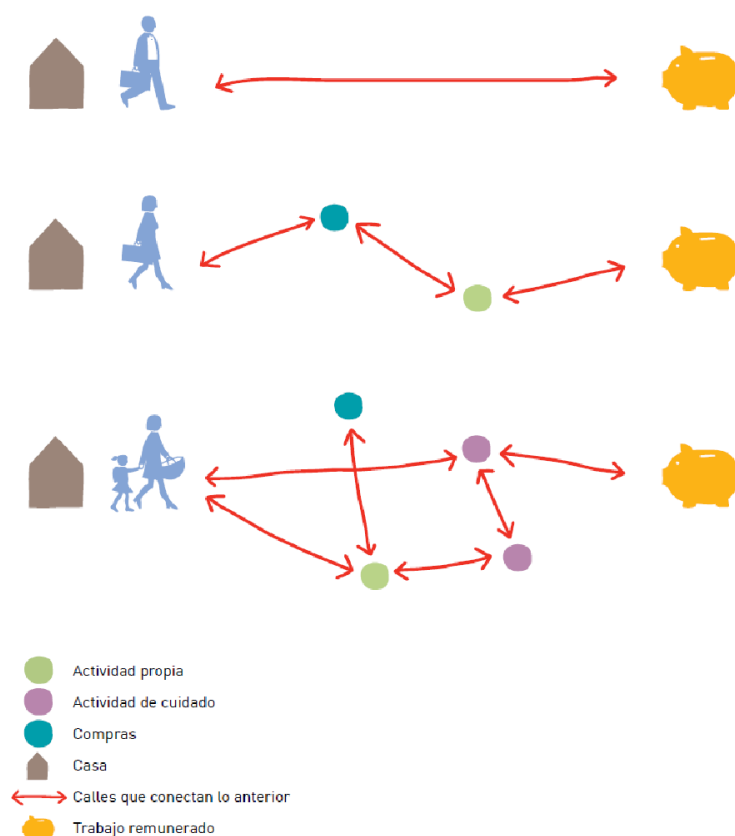 Actividad propia
Actividad de cuidado
Compras
Casa
Calles que conectan lo anterior
Trabajo remunerado